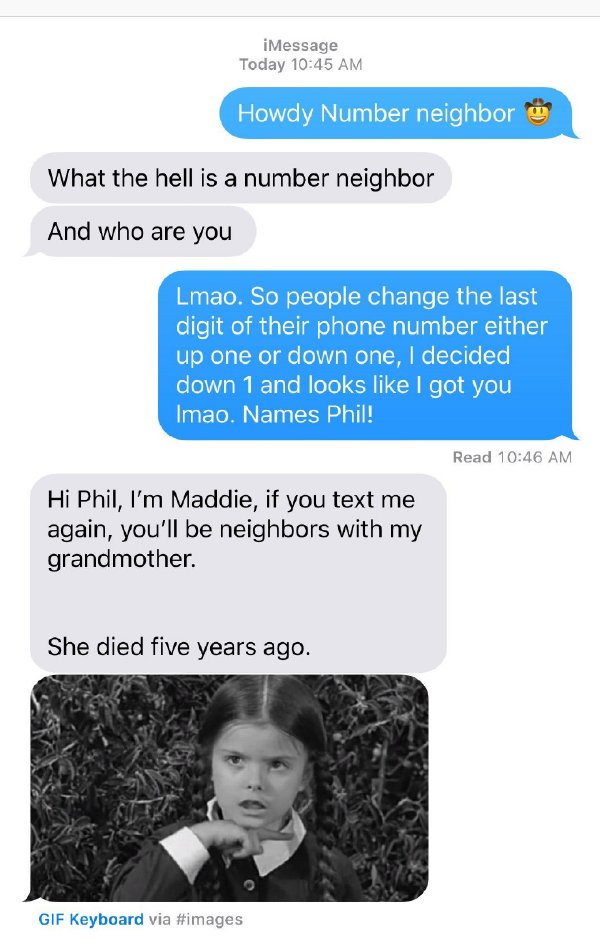 iMessage
Today 10:45 AM
Howdy Number neighbor 🤠
What the hell is a number neighbor
And who are you
Lmao. So people change the last
digit of their phone number either
up one or down one, I decided
down 1 and looks like I got you
lmao. Names Phil!
Read 10:46 AM
Hi Phil, I’m Maddie, if you text me
again, you’ll be neighbors with my
grandmother.
She died five years ago.
GIF Keyboard via #images